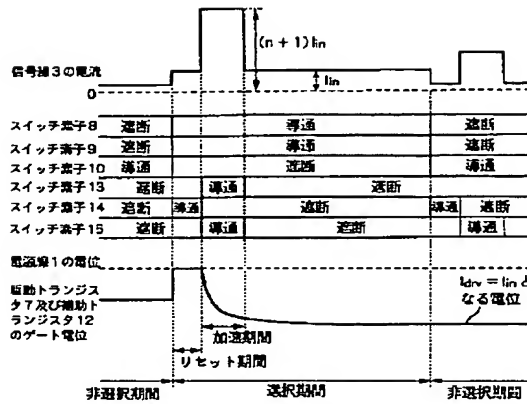 (n+1)Iin
信号線3の電流
Iin
0
スイッチ素子8 遮断 導通 遮断
スイッチ素子9 遮断 導通 遮断
スイッチ素子10 導通 遮断 導通
スイッチ素子13 遮断 導通 遮断
スイッチ素子14 遮断 導通 遮断 導通 遮断
スイッチ素子15 遮断 導通 遮断 導通
電源線1の電位
駆動トランジス
タ7及び補助ト
ランジスタ12
のゲート電位
Idrv=Iinと
なる電位
加速期間
リセット期間
非選択期間 選択期間 非選択期間